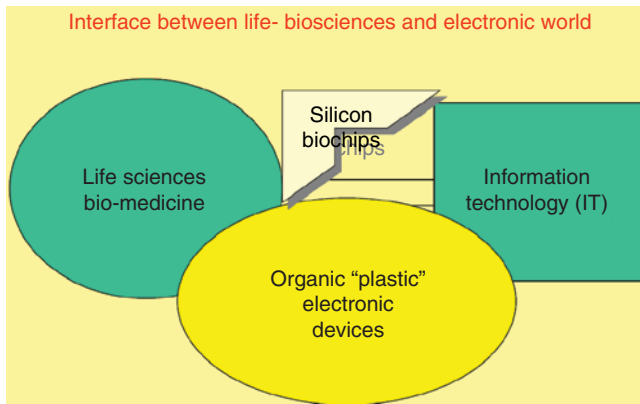 Interface between life- biosciences and electronic world
Silicon
biochips
chips
Life sciences
bio-medicine
Information
technology (IT)
Organic “plastic”
electronic
devices